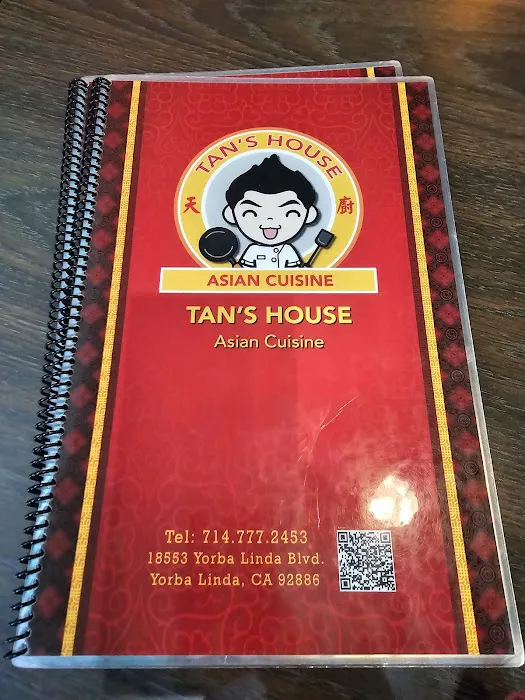 TAN'S HOUSE
天 廚
ASIAN CUISINE
TAN'S HOUSE
Asian Cuisine
Tel: 714.777.2453
18553 Yorba Linda Blvd.
Yorba Linda, CA 92886